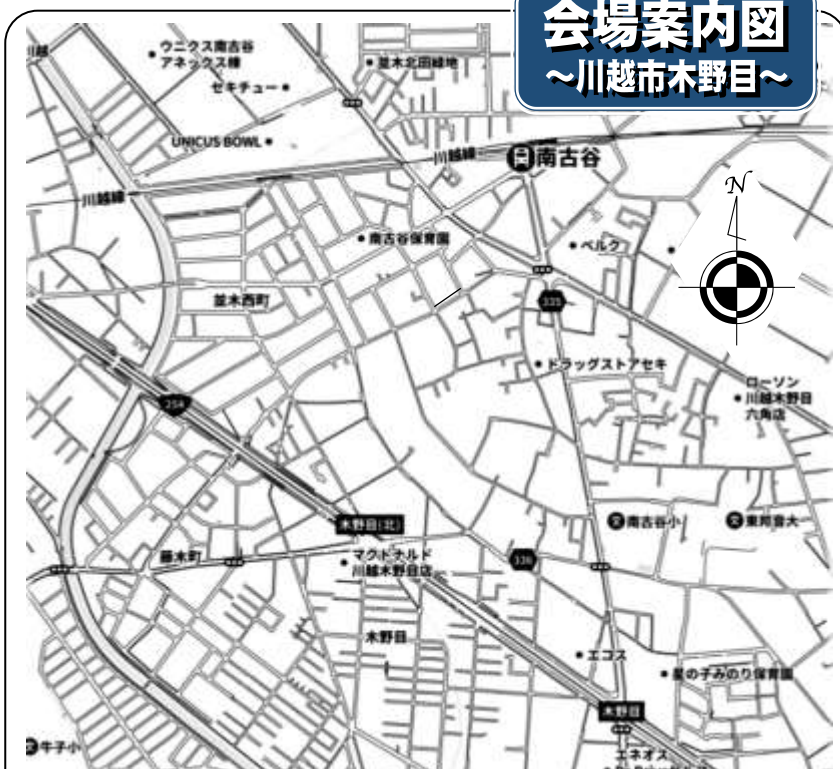 会場案内図
～川越市木野目～
川越
ウニクス南古谷
アネックス棟
並木北田緑地
ゼキチュー
UNICUS BOWL
川越線
南古谷
川越線
N
南古谷保育園
ベルク
並木西町
335
ドラッグストアセキ
ローソン
川越木野目
六角店
254
木野目(北)
南古谷小
東邦音大
藤木町
マクドナルド
川越木野目店
336
木野目
エコス
星の子みのり保育園
木野目
牛子小
エネオス